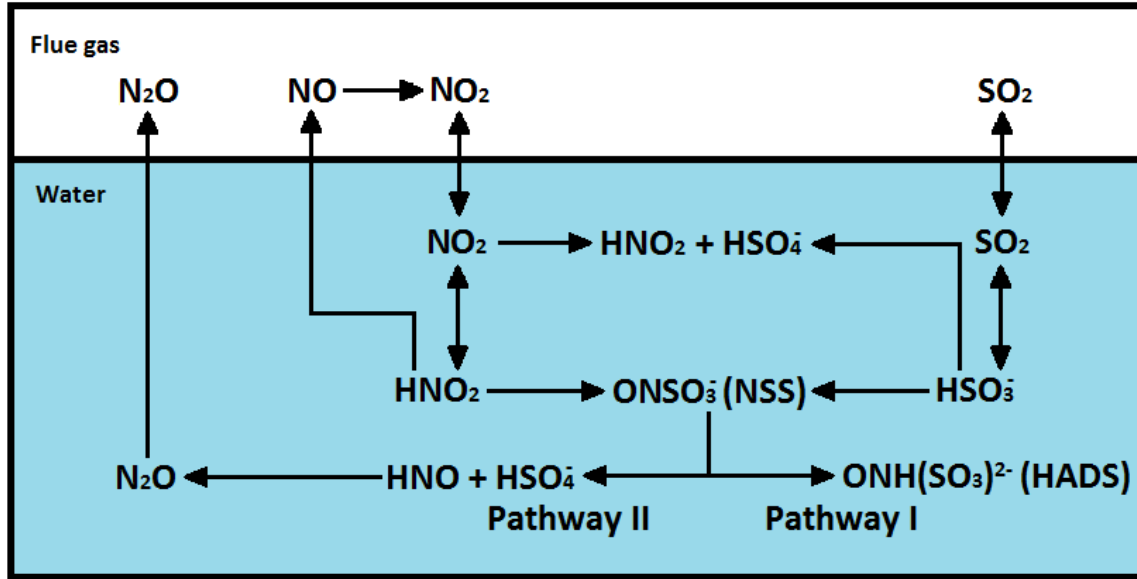 Flue gas
N₂O NO NO₂ SO₂
Water
NO₂ HNO₂ + HSO₄⁻ SO₂
HNO₂ ONSO₃⁻ (NSS) HSO₃⁻
N₂O HNO + HSO₄⁻ ONH(SO₃)²⁻ (HADS)
Pathway II Pathway I